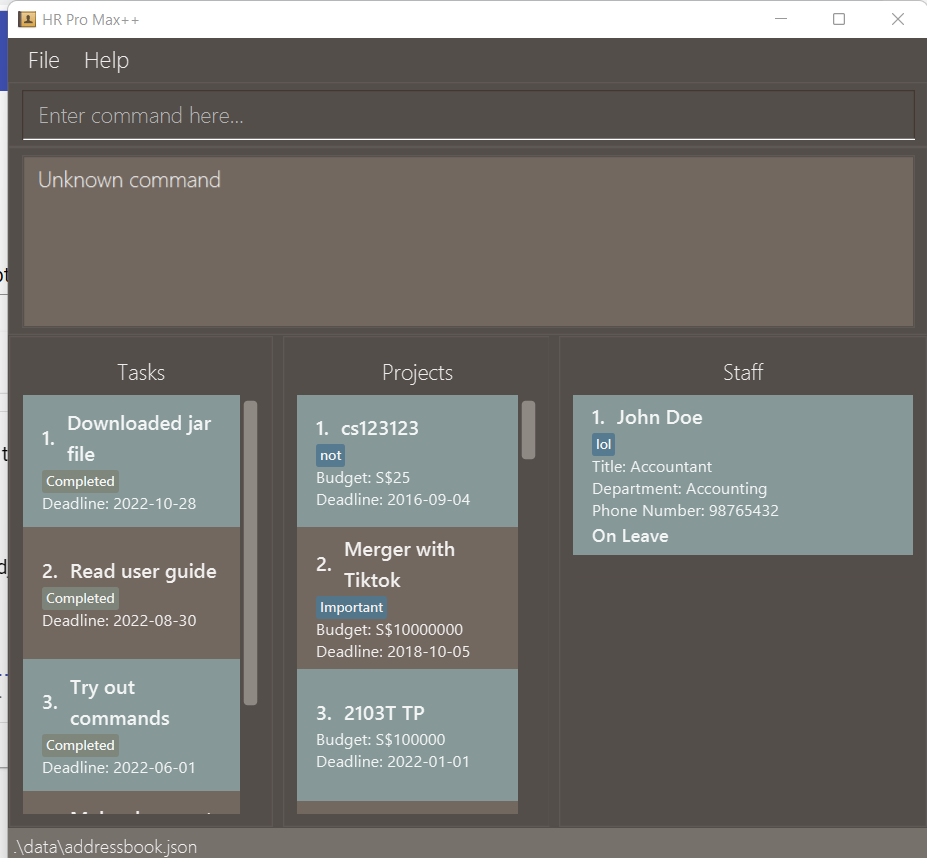 HR Pro Max++
File Help
Enter command here...
Unknown command
Tasks
1. Downloaded jar
file
Completed
Deadline: 2022-10-28
2. Read user guide
Completed
Deadline: 2022-08-30
3. Try out
commands
Completed
Deadline: 2022-06-01
Projects
1. cs123123
not
Budget: S$25
Deadline: 2016-09-04
2. Merger with
Tiktok
Important
Budget: S$10000000
Deadline: 2018-10-05
3. 2103T TP
Budget: S$100000
Deadline: 2022-01-01
Staff
1. John Doe
lol
Title: Accountant
Department: Accounting
Phone Number: 98765432
On Leave
.\data\addressbook.json